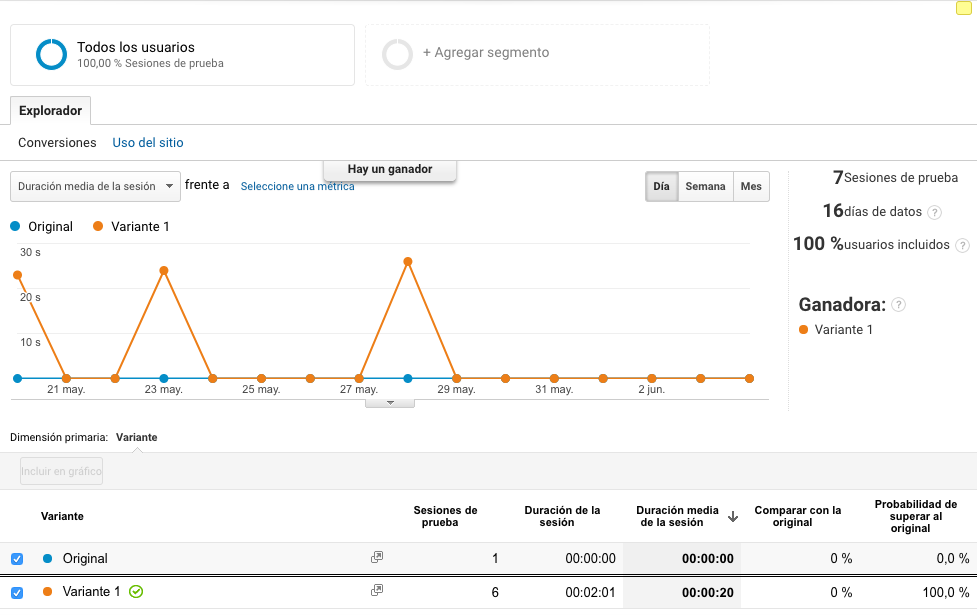 Todos los usuarios
100,00 % Sesiones de prueba
+ Agregar segmento
Explorador
Conversiones Uso del sitio
Hay un ganador
Duración media de la sesión frente a Seleccione una métrica
Día Semana Mes
7 Sesiones de prueba
16 días de datos ?
100 % usuarios incluidos ?
Ganadora: ?
Variante 1
Original Variante 1
30 s
20 s
10 s
21 may. 23 may. 25 may. 27 may. 29 may. 31 may. 2 jun.
Dimensión primaria: Variante
Incluir en gráfico
Variante
Sesiones de
prueba
Duración de la
sesión
Duración media
de la sesión
Comparar con la
original
Probabilidad de
superar al
original
Original 1 00:00:00 00:00:00 0 % 0,0 %
Variante 1 6 00:02:01 00:00:20 0 % 100,0 %